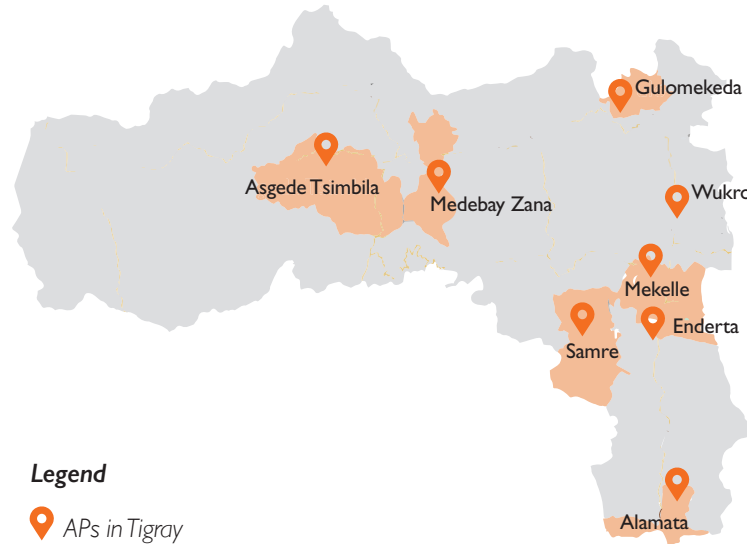 Gulomekeda
Asgede Tsimbila
Medebay Zana
Wukro
Mekelle
Enderta
Samre
Legend
APs in Tigray
Alamata